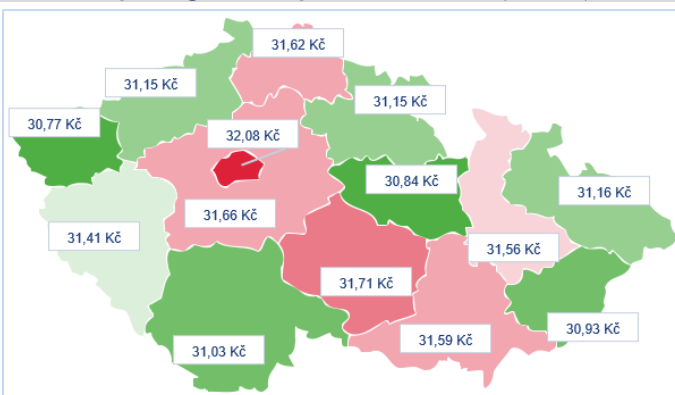 31,62 Kč
31,15 Kč
31,15 Kč
30,77 Kč
32,08 Kč
30,84 Kč
31,16 Kč
31,66 Kč
31,41 Kč
31,56 Kč
31,71 Kč
30,93 Kč
31,59 Kč
31,03 Kč